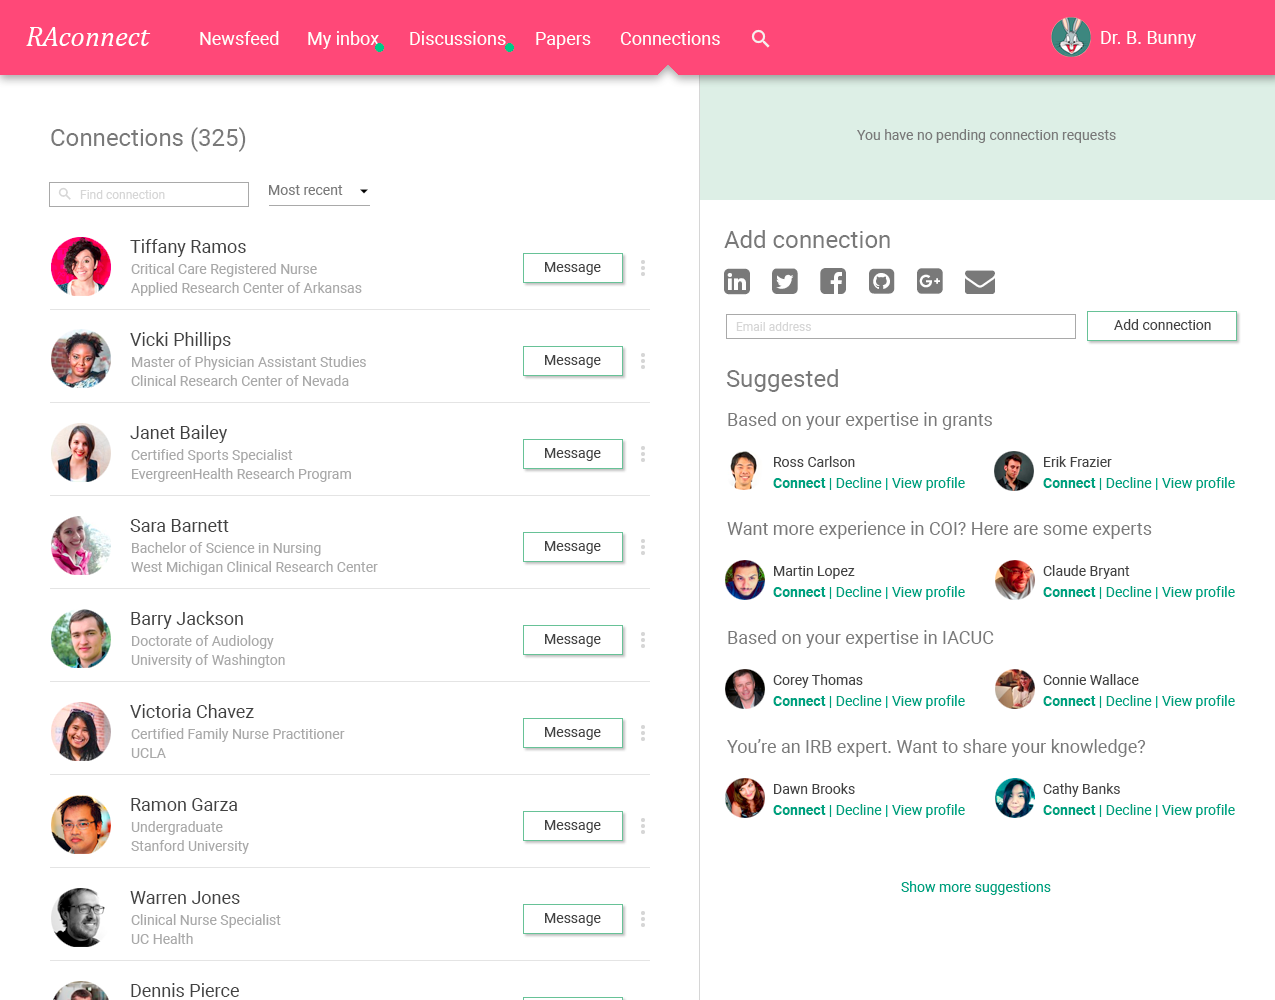 RAconnect
Newsfeed
My inbox
Discussions
Papers
Connections
Dr. B. Bunny
Connections (325)
Find connection
Most recent
Tiffany Ramos
Critical Care Registered Nurse
Applied Research Center of Arkansas
Message
Vicki Phillips
Master of Physician Assistant Studies
Clinical Research Center of Nevada
Message
Janet Bailey
Certified Sports Specialist
EvergreenHealth Research Program
Message
Sara Barnett
Bachelor of Science in Nursing
West Michigan Clinical Research Center
Message
Barry Jackson
Doctorate of Audiology
University of Washington
Message
Victoria Chavez
Certified Family Nurse Practitioner
UCLA
Message
Ramon Garza
Undergraduate
Stanford University
Message
Warren Jones
Clinical Nurse Specialist
UC Health
Message
Dennis Pierce
You have no pending connection requests
Add connection
Email address
Add connection
Suggested
Based on your expertise in grants
Ross Carlson
Connect | Decline | View profile
Erik Frazier
Connect | Decline | View profile
Want more experience in COI? Here are some experts
Martin Lopez
Connect | Decline | View profile
Claude Bryant
Connect | Decline | View profile
Based on your expertise in IACUC
Corey Thomas
Connect | Decline | View profile
Connie Wallace
Connect | Decline | View profile
You’re an IRB expert. Want to share your knowledge?
Dawn Brooks
Connect | Decline | View profile
Cathy Banks
Connect | Decline | View profile
Show more suggestions